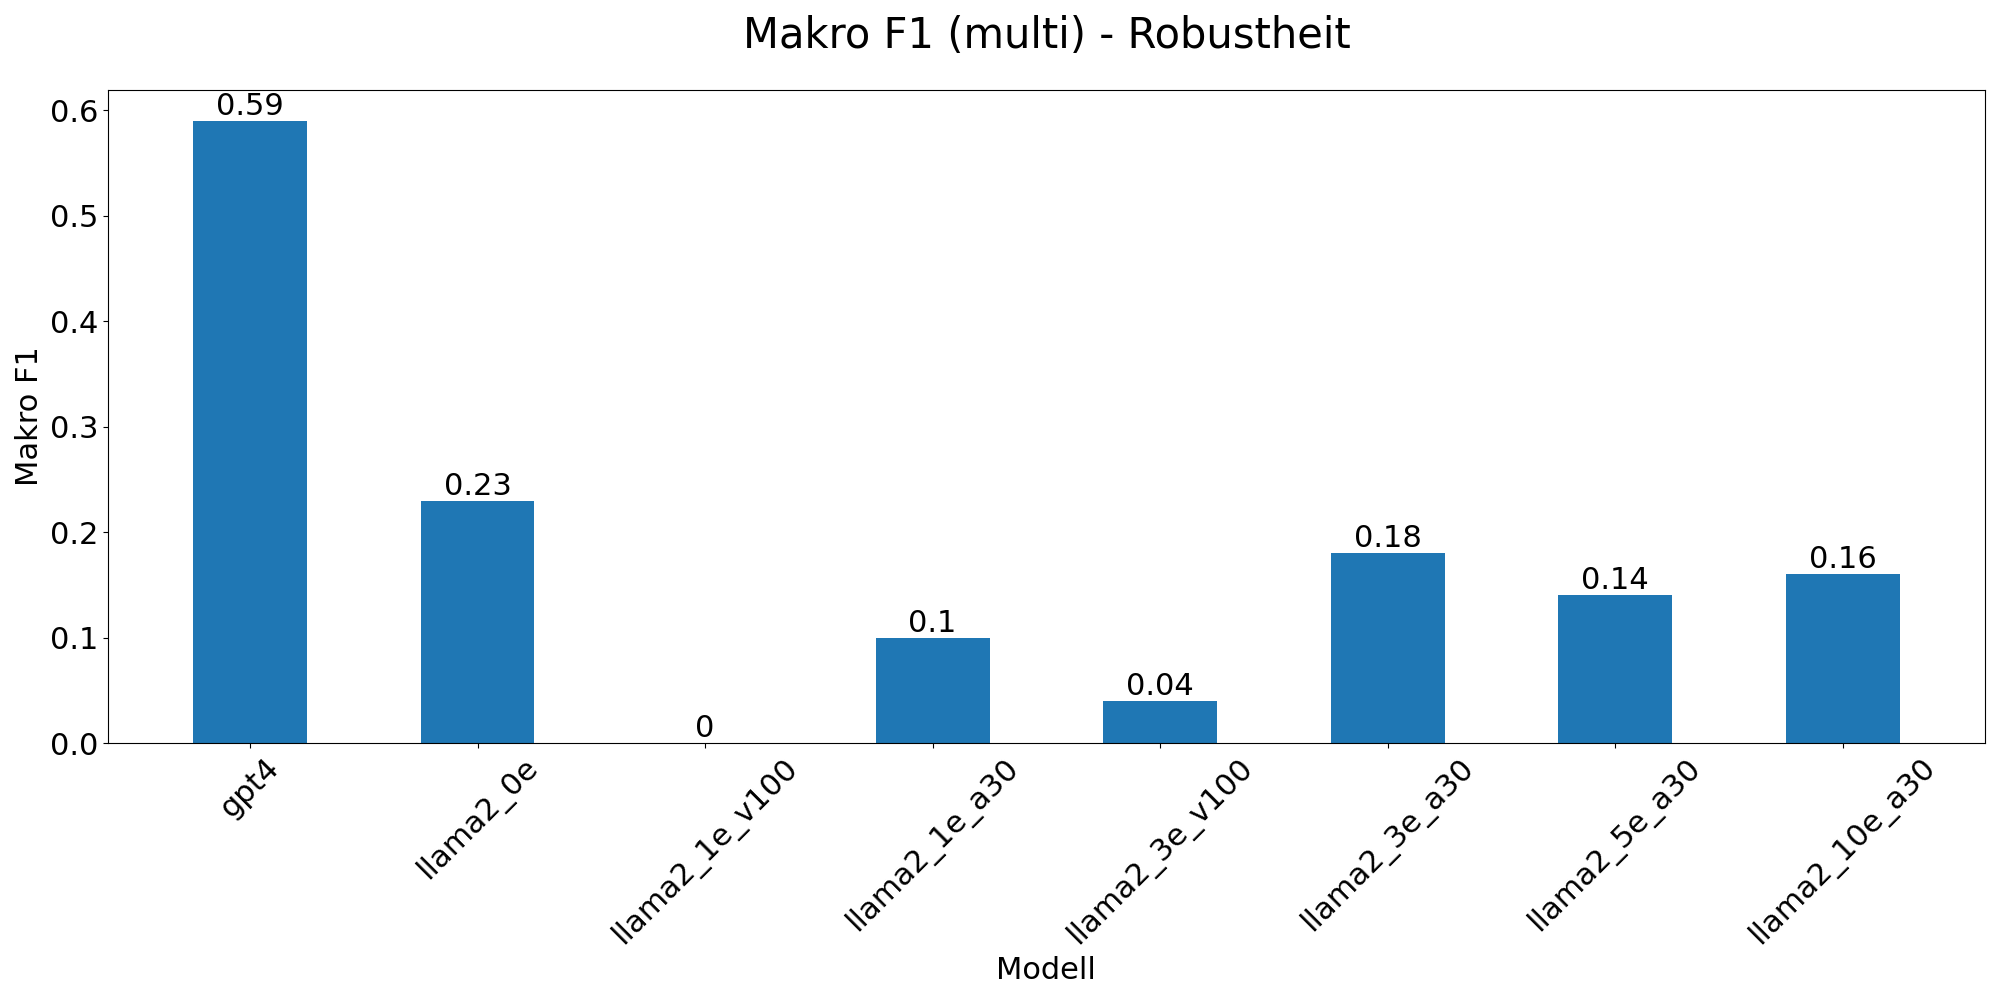 Makro F1 (multi) - Robustheit
Makro F1
0.6
0.5
0.4
0.3
0.2
0.1
0.0
0.59
0.23
0
0.1
0.04
0.18
0.14
0.16
gpt4
llama2_0e
llama2_1e_v100
llama2_1e_a30
llama2_3e_v100
llama2_3e_a30
llama2_5e_a30
llama2_10e_a30
Modell